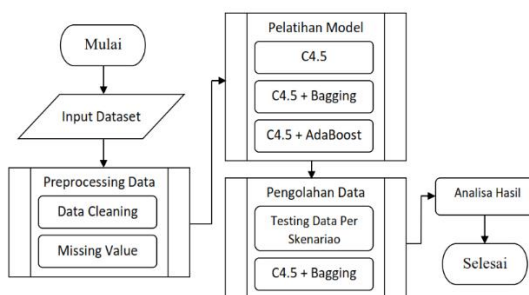 Mulai
Input Dataset
Preprocessing Data
Data Cleaning
Missing Value
Pelatihan Model
C4.5
C4.5 + Bagging
C4.5 + AdaBoost
Pengolahan Data
Testing Data Per
Skenariao
C4.5 + Bagging
Analisa Hasil
Selesai